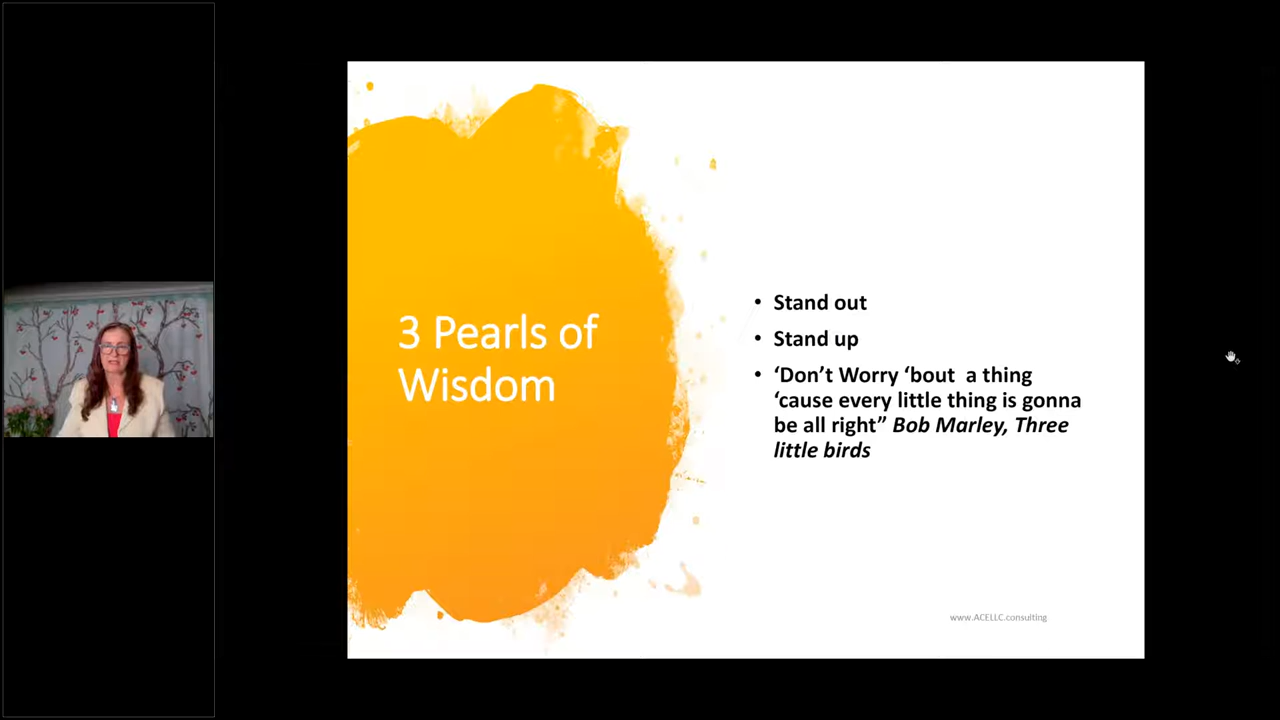 3 Pearls of
Wisdom
• Stand out
• Stand up
• ‘Don’t Worry ‘bout  a thing
‘cause every little thing is gonna
be all right” Bob Marley, Three
little birds
www.ACELLC.consulting